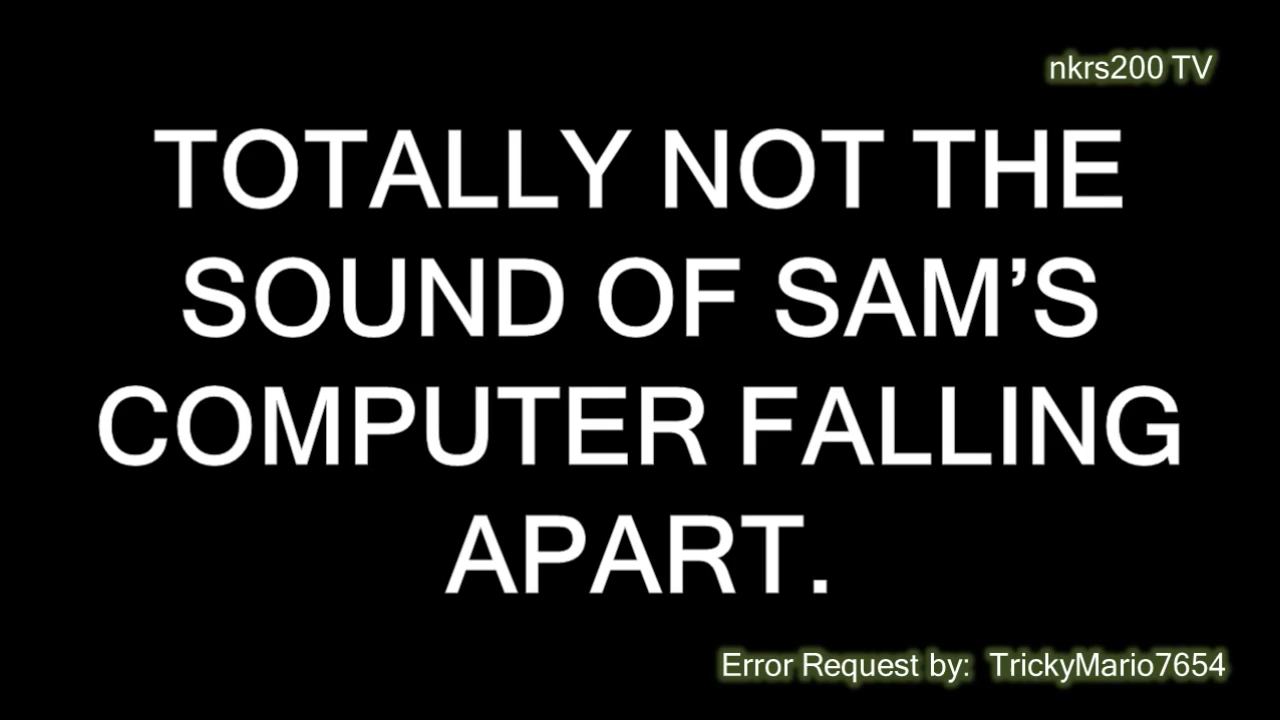 nkrs200 TV
TOTALLY NOT THE
SOUND OF SAM’S
COMPUTER FALLING
APART.
Error Request by: TrickyMario7654